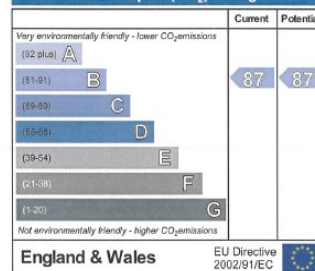 Current Potential
Very environmentally friendly - lower CO2 emissions
(92 plus) A
(81-91) B 87 87
(69-80) C
(55-68) D
(39-54) E
(21-38) F
(1-20) G
Not environmentally friendly - higher CO2 emissions
England & Wales
EU Directive
2002/91/EC